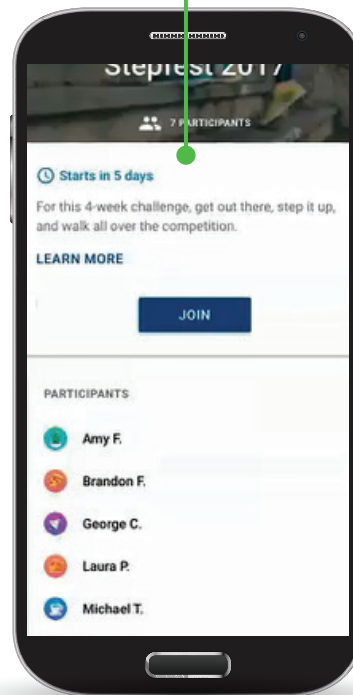 Stepfest 2017
7 PARTICIPANTS
Starts in 5 days
For this 4-week challenge, get out there, step it up,
and walk all over the competition.
LEARN MORE
JOIN
PARTICIPANTS
Amy F.
Brandon F.
George C.
Laura P.
Michael T.